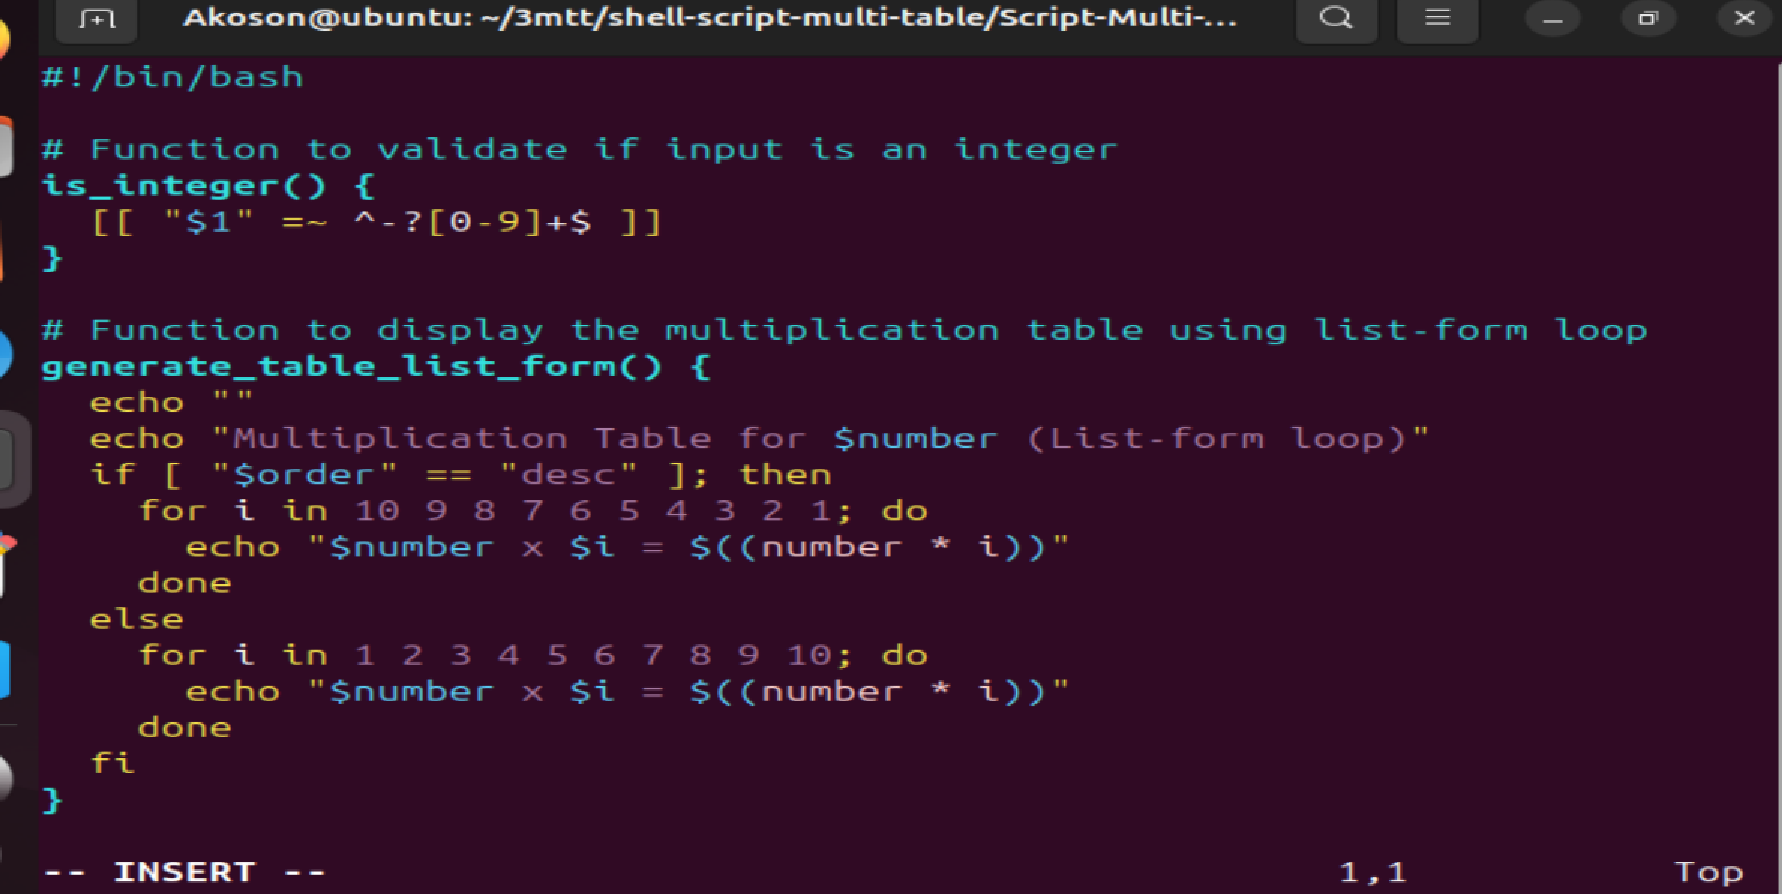 Akoson@ubuntu: ~/3mtt/shell-script-multi-table/Script-Multi-...
#!/bin/bash

# Function to validate if input is an integer
is_integer() {
  [[ "$1" =~ ^-?[0-9]+$ ]]
}

# Function to display the multiplication table using list-form loop
generate_table_list_form() {
  echo ""
  echo "Multiplication Table for $number (List-form loop)"
  if [ "$order" == "desc" ]; then
    for i in 10 9 8 7 6 5 4 3 2 1; do
      echo "$number x $i = $((number * i))"
    done
  else
    for i in 1 2 3 4 5 6 7 8 9 10; do
      echo "$number x $i = $((number * i))"
    done
  fi
}

-- INSERT -- 1,1 Top